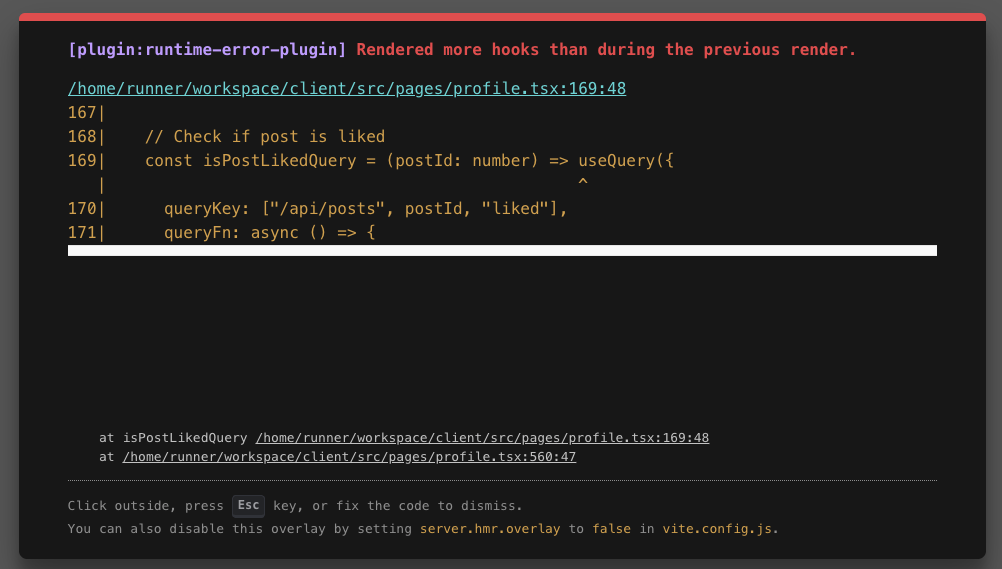 [plugin:runtime-error-plugin] Rendered more hooks than during the previous render.
/home/runner/workspace/client/src/pages/profile.tsx:169:48
167|
168|    // Check if post is liked
169|    const isPostLikedQuery = (postId: number) => useQuery({
   |                                                 ^
170|      queryKey: ["/api/posts", postId, "liked"],
171|      queryFn: async () => {
at isPostLikedQuery /home/runner/workspace/client/src/pages/profile.tsx:169:48
at /home/runner/workspace/client/src/pages/profile.tsx:560:47
Click outside, press Esc key, or fix the code to dismiss.
You can also disable this overlay by setting server.hmr.overlay to false in vite.config.js.